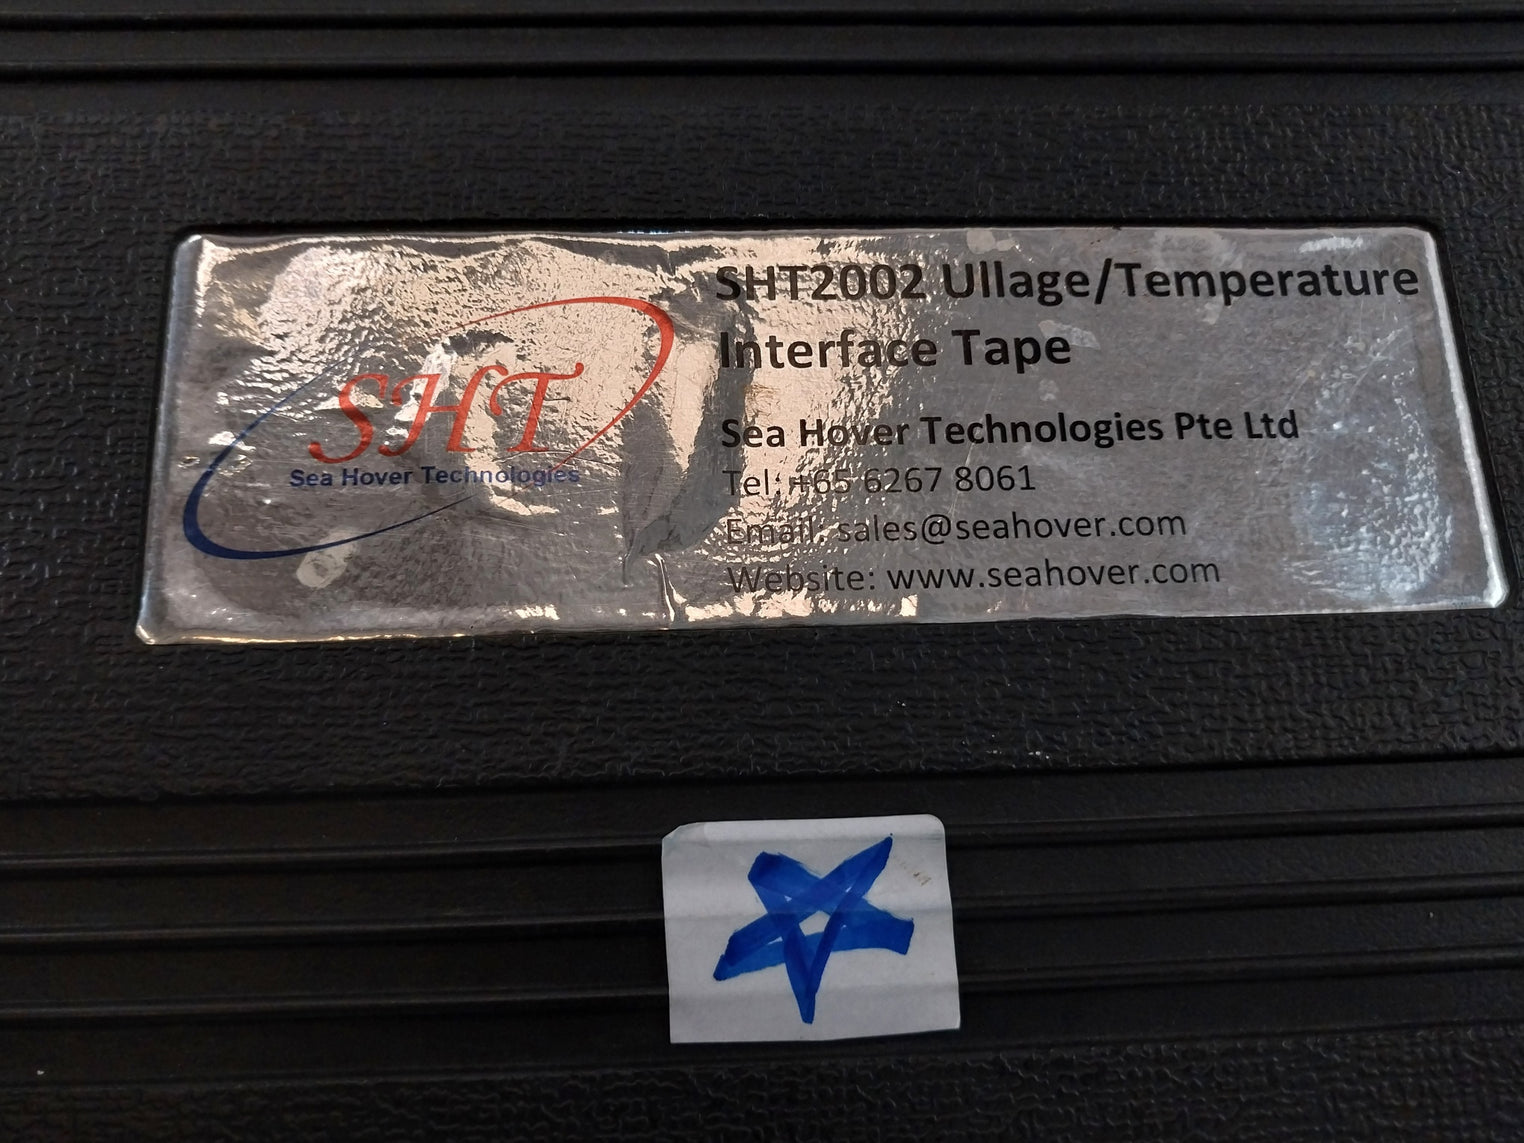 SHT
Sea Hover Technologies
SHT2002 Ullage/Temperature
Interface Tape
Sea Hover Technologies Pte Ltd
Tel: +65 6267 8061
Email: sales@seahover.com
Website: www.seahover.com